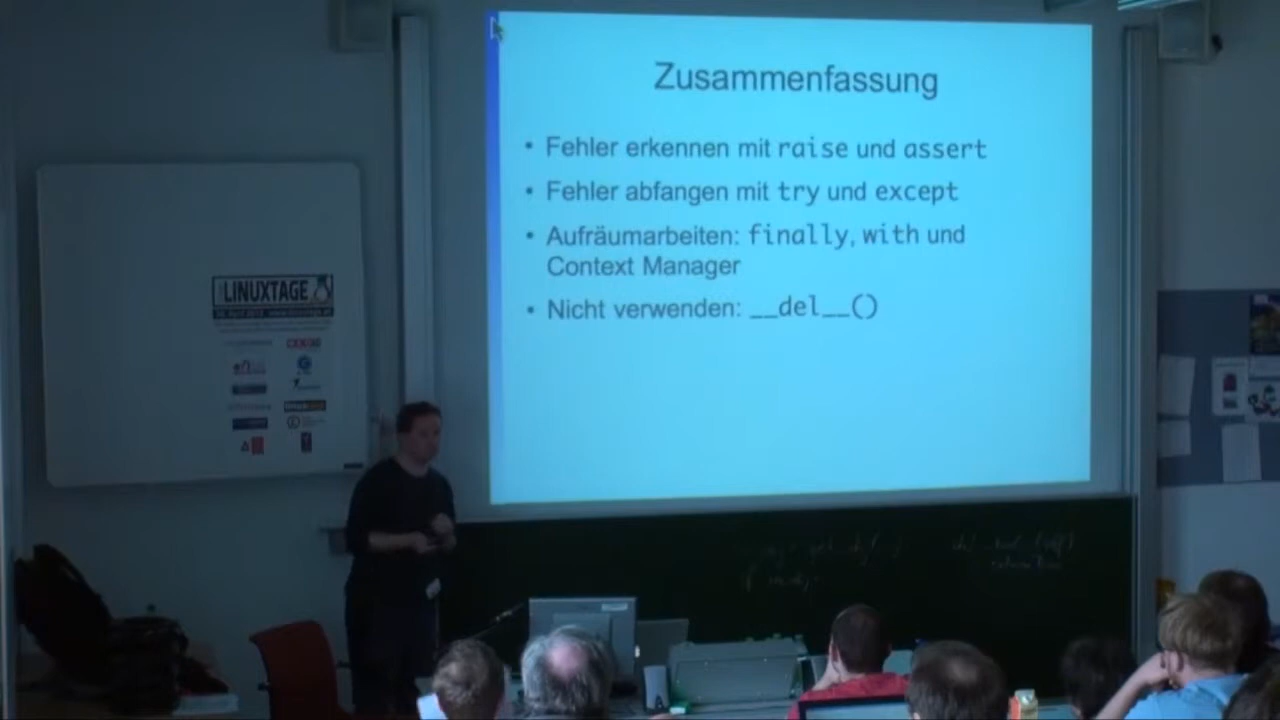 Zusammenfassung
• Fehler erkennen mit raise und assert
• Fehler abfangen mit try und except
• Aufräumarbeiten: finally, with und
Context Manager
• Nicht verwenden: __del__()
LINUXTAGE